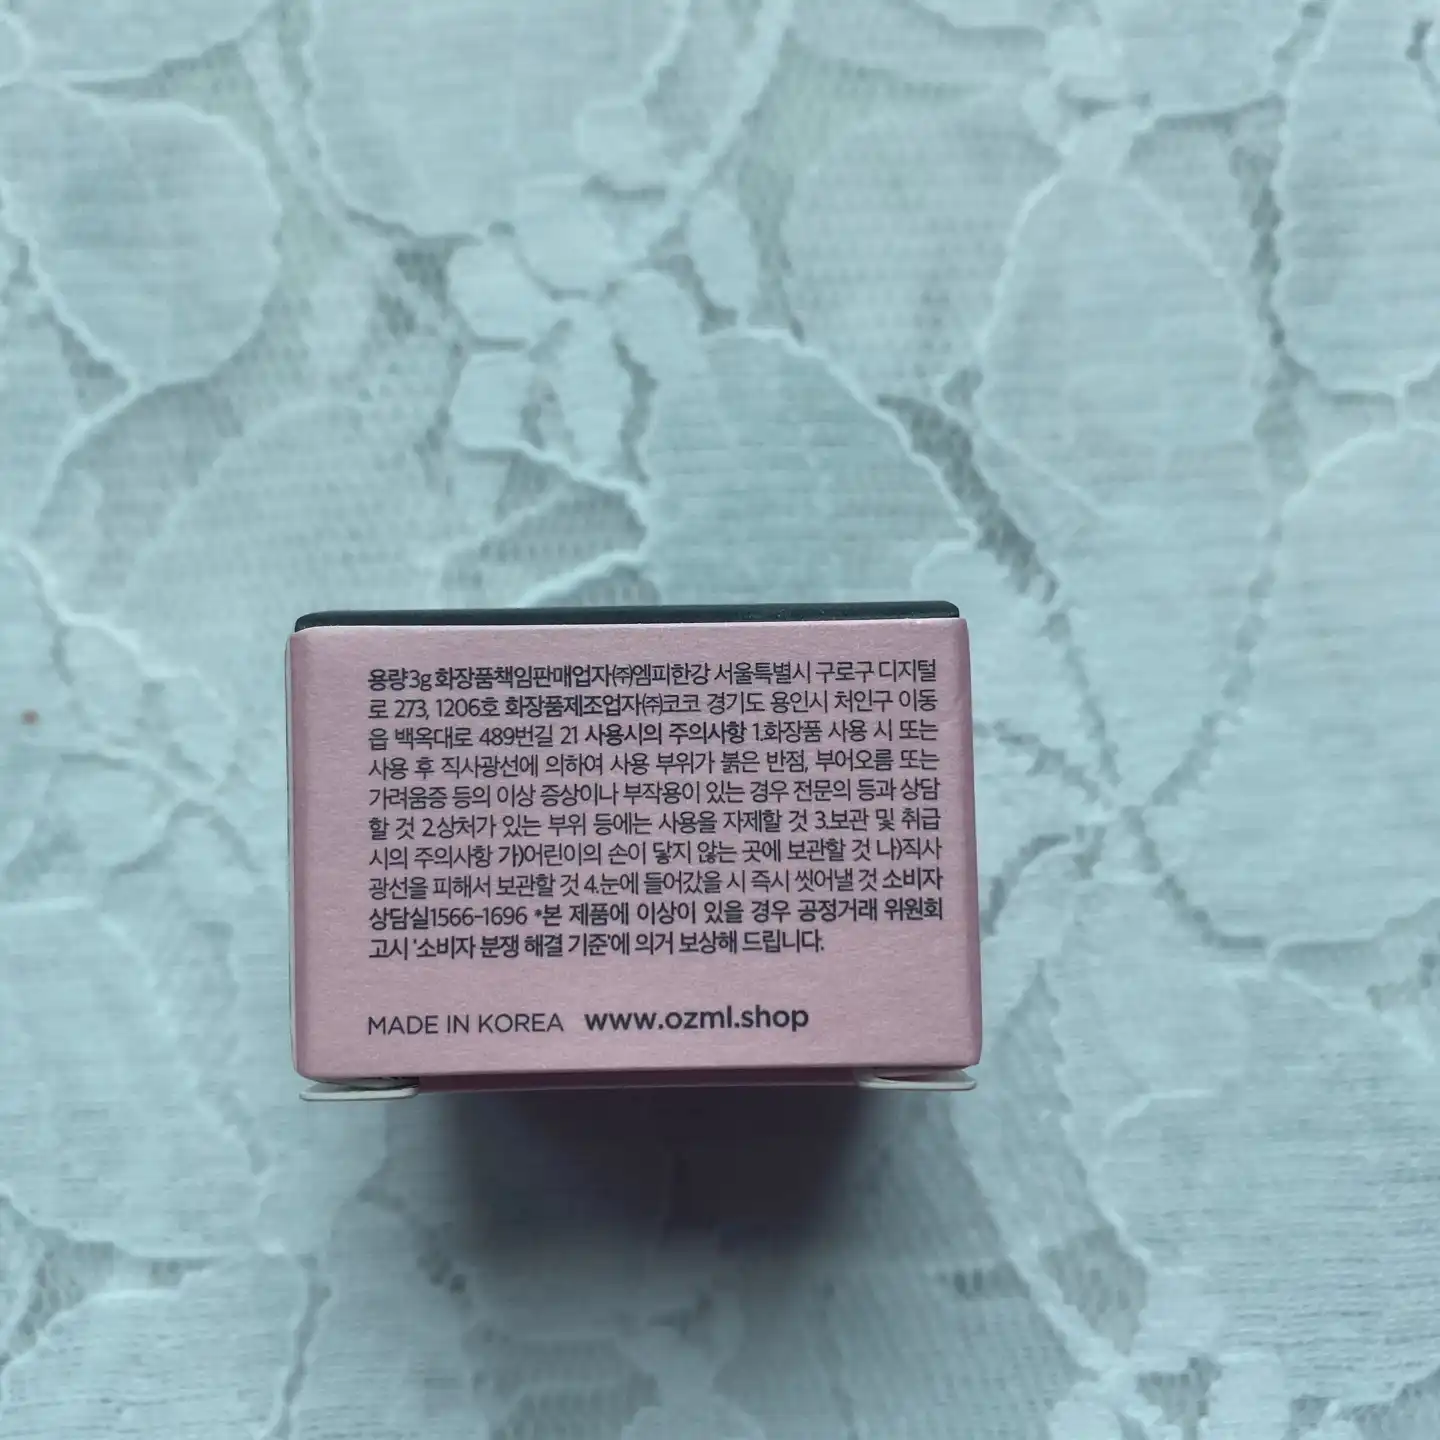 용량3g 화장품책임판매업자㈜엠피한강 서울특별시 구로구 디지털
로 273, 1206호 화장품제조업자㈜코코 경기도 용인시 처인구 이동
읍 백옥대로 489번길 21 사용시의 주의사항 1.화장품 사용 시 또는
사용 후 직사광선에 의하여 사용 부위가 붉은 반점, 부어오름 또는
가려움증 등의 이상 증상이나 부작용이 있는 경우 전문의 등과 상담
할 것 2.상처가 있는 부위 등에는 사용을 자제할 것 3.보관 및 취급
시의 주의사항 가)어린이의 손이 닿지 않는 곳에 보관할 것 나)직사
광선을 피해서 보관할 것 4.눈에 들어갔을 시 즉시 씻어낼 것 소비자
상담실1566-1696 *본 제품에 이상이 있을 경우 공정거래 위원회
고시 '소비자 분쟁 해결 기준'에 의거 보상해 드립니다.
MADE IN KOREA www.ozml.shop